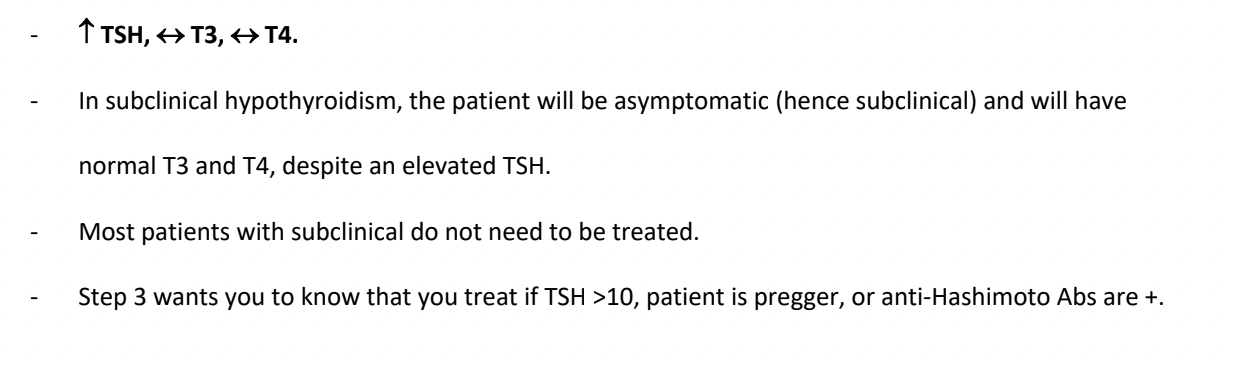 - ↑ TSH, ↔ T3, ↔ T4.
- In subclinical hypothyroidism, the patient will be asymptomatic (hence subclinical) and will have
normal T3 and T4, despite an elevated TSH.
- Most patients with subclinical do not need to be treated.
- Step 3 wants you to know that you treat if TSH >10, patient is pregger, or anti-Hashimoto Abs are +.